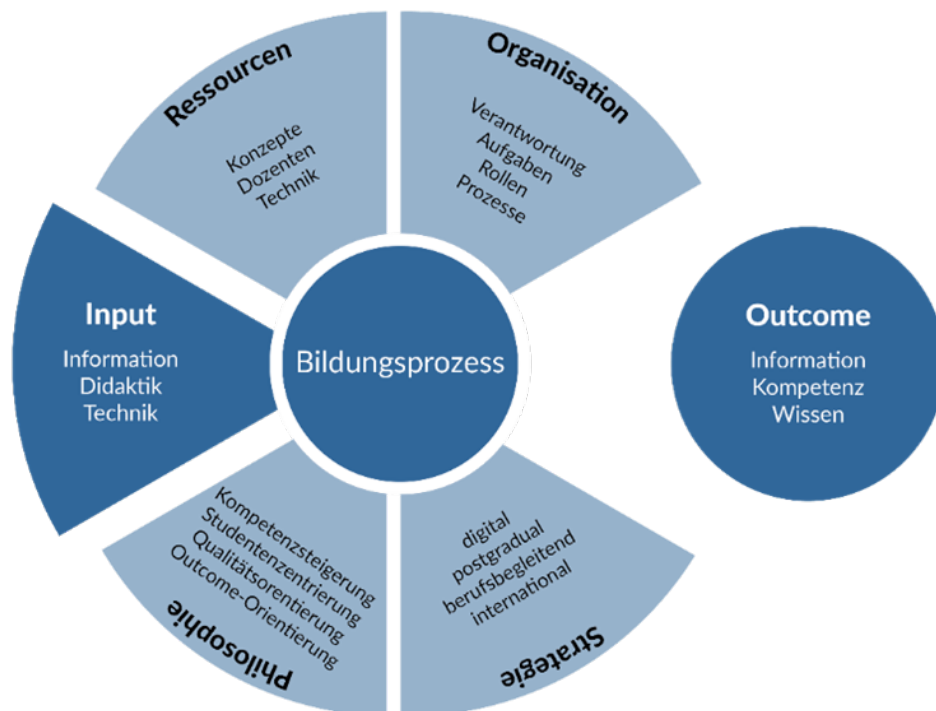 Ressourcen
Konzepte
Dozenten
Technik
Organisation
Verantwortung
Aufgaben
Rollen
Prozesse
Input
Information
Didaktik
Technik
Bildungsprozess
Outcome
Information
Kompetenz
Wissen
Kompetenzsteigerung
Studentenzentrierung
Qualitätsorentierung
Outcome-Orientierung
Philosophie
digital
postgradual
berufsbegleitend
international
Strategie